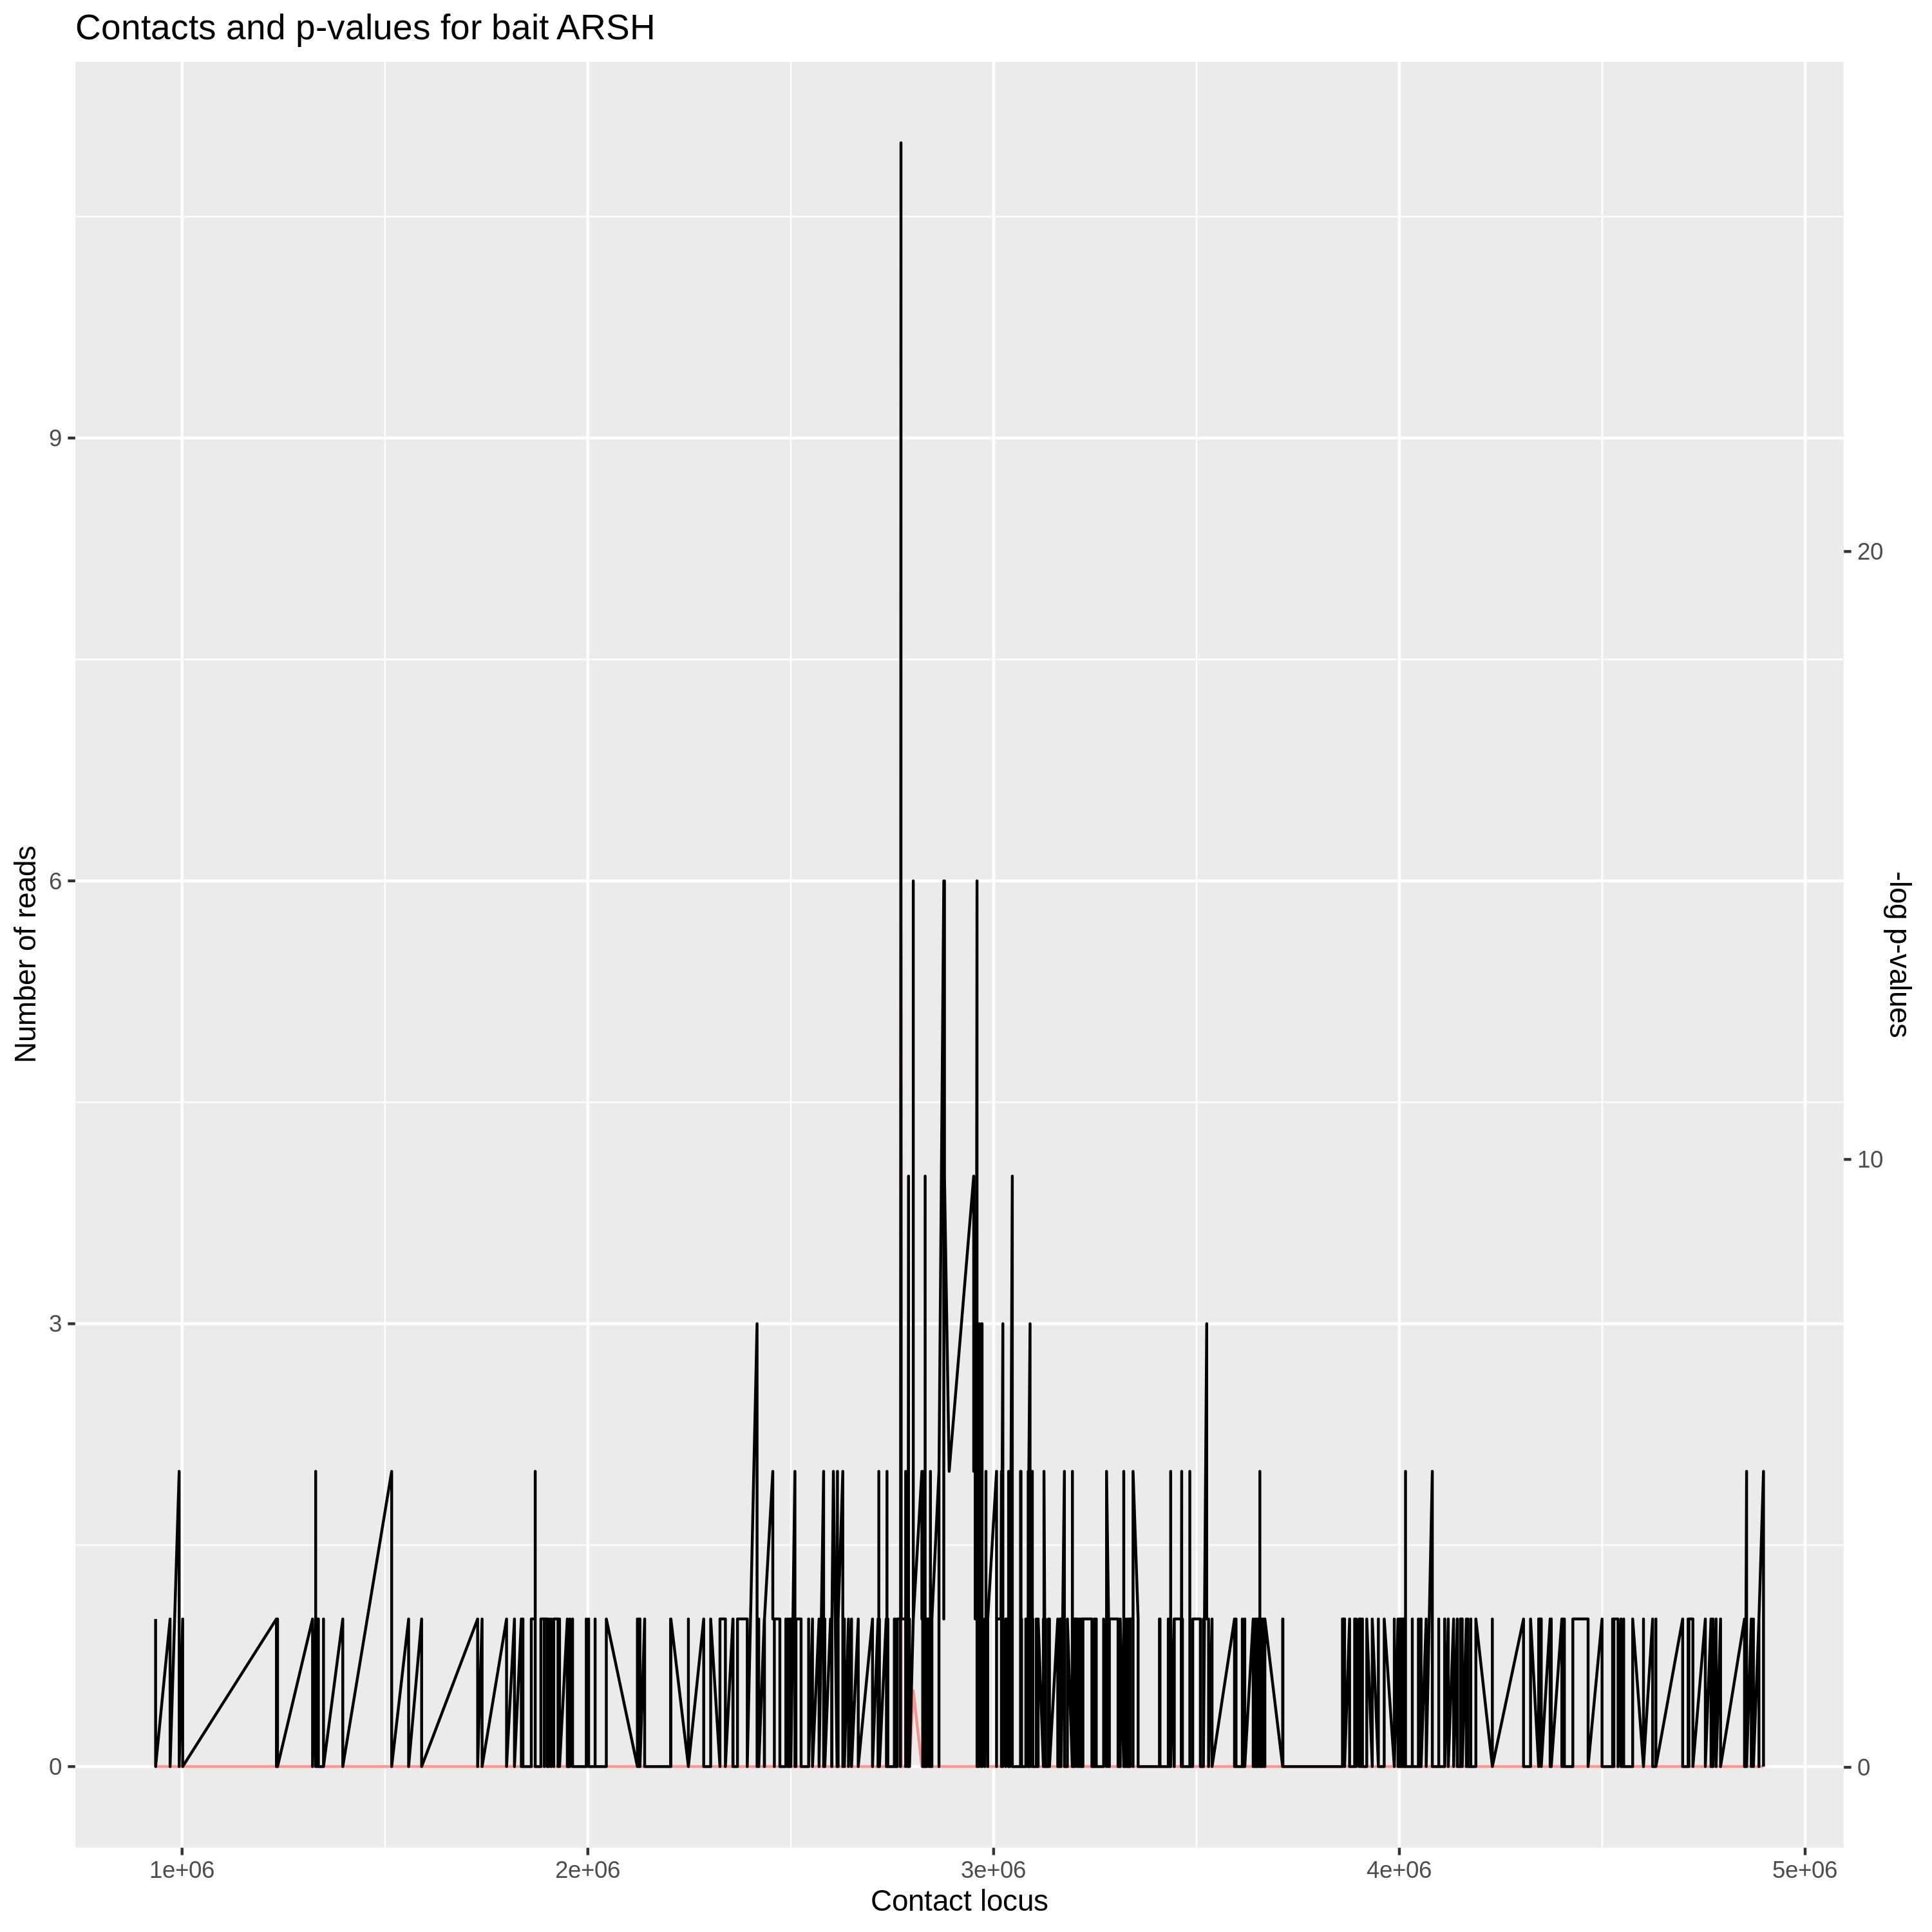 Contacts and p-values for bait ARSH
9
6
3
0
Number of reads
20
10
0
-log p-values
1e+06 2e+06 3e+06 4e+06 5e+06
Contact locus